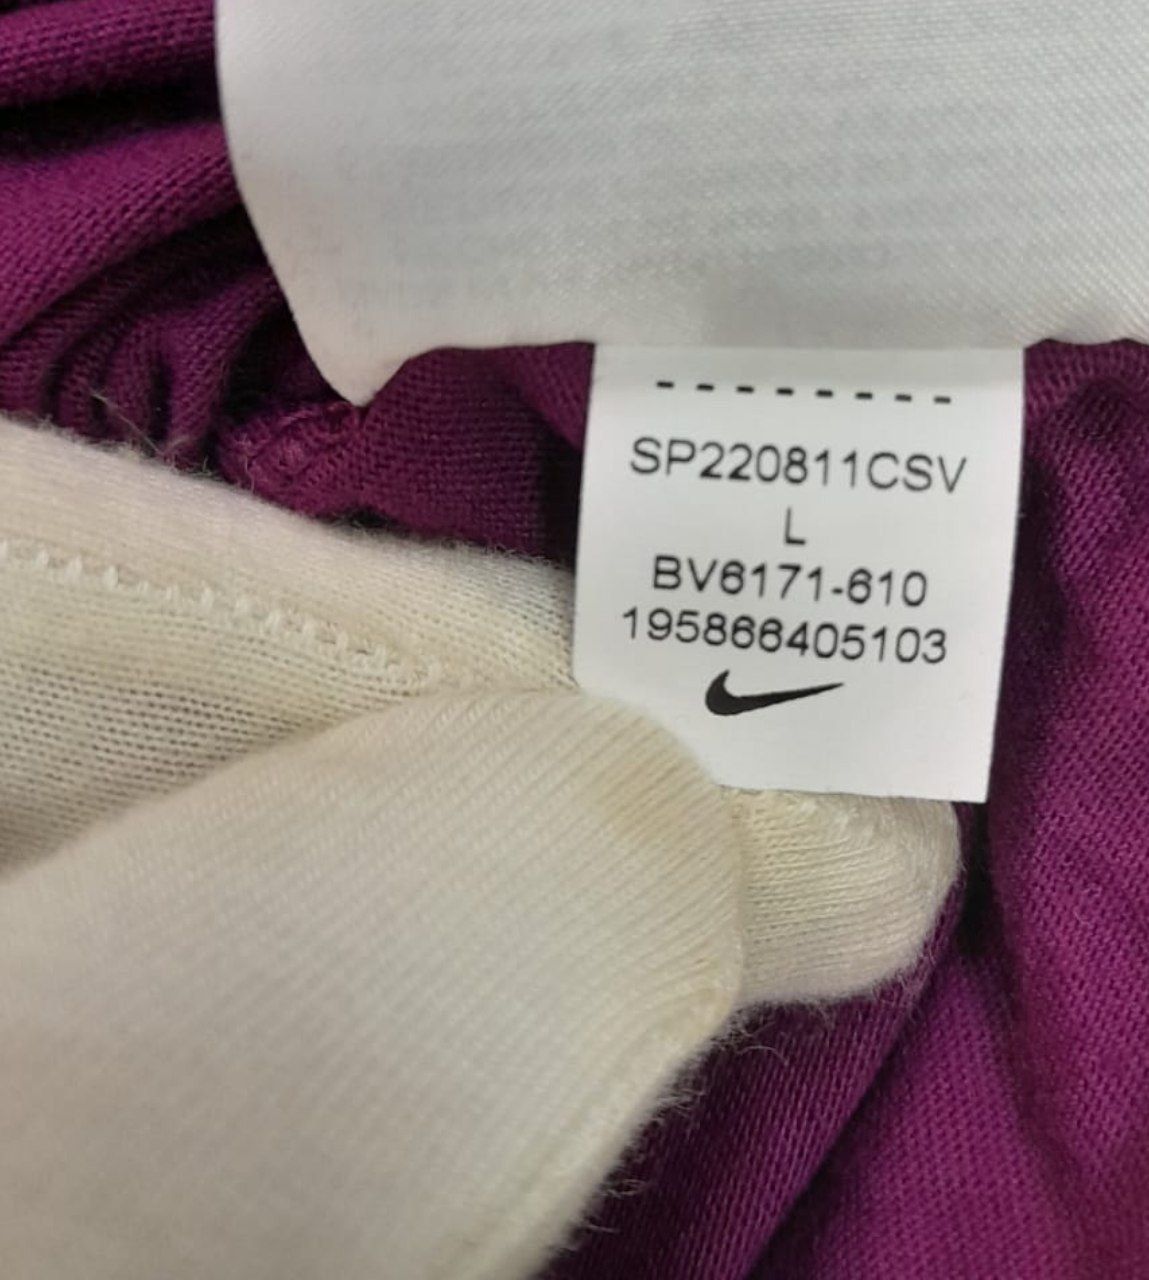 --------
SP220811CSV
L
BV6171-610
195866405103